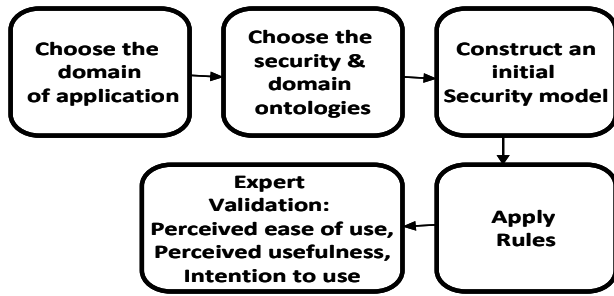 Choose the
domain
of application
Choose the
security &
domain
ontologies
Construct an
initial
Security model
Apply
Rules
Expert
Validation:
Perceived ease of use,
Perceived usefulness,
Intention to use